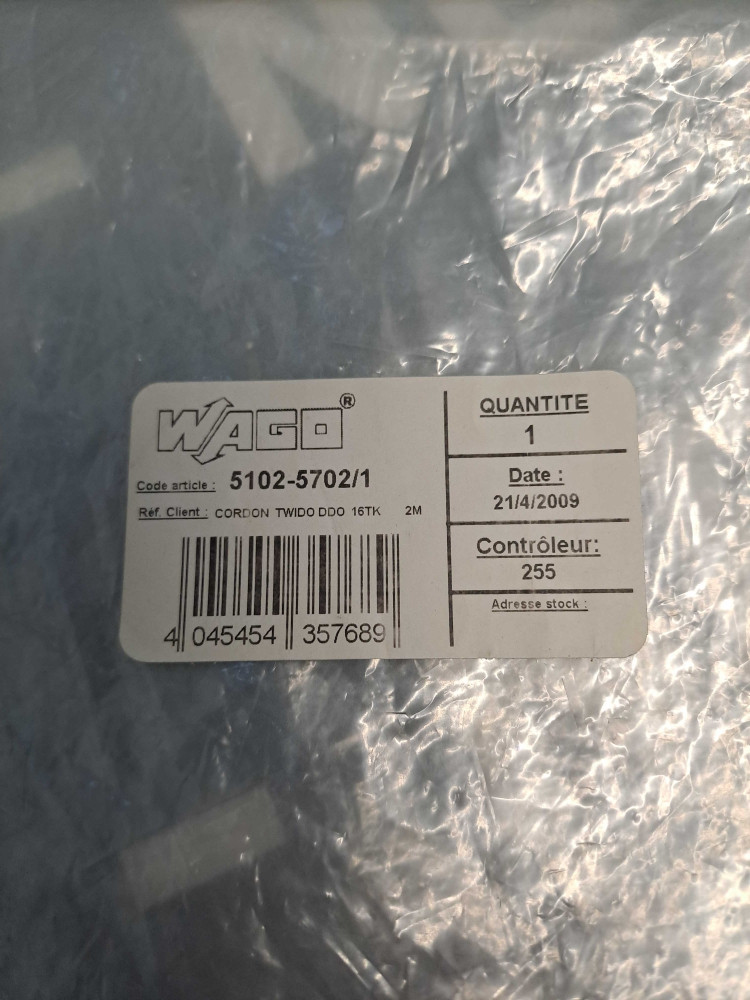 WAGO®
Code article : 5102-5702/1
Réf. Client : CORDON TWIDO DDO 16TK 2M
4 045454 357689
QUANTITE
1
Date :
21/4/2009
Contrôleur:
255
Adresse stock :